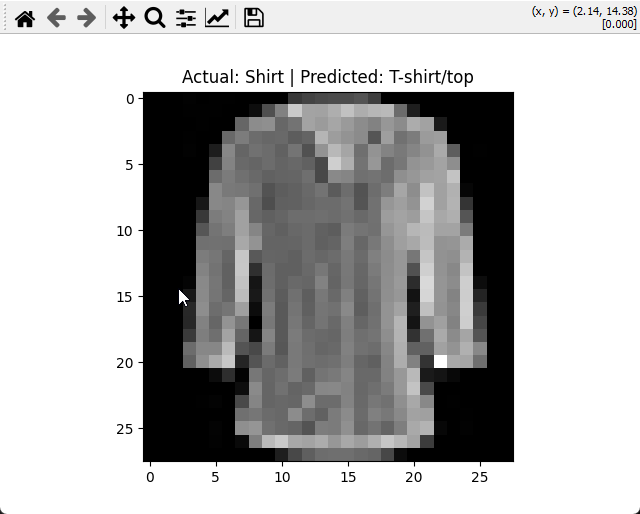 (x, y) = (2.14, 14.38)
[0.000]
Actual: Shirt | Predicted: T-shirt/top
0
5
10
15
20
25
0 5 10 15 20 25